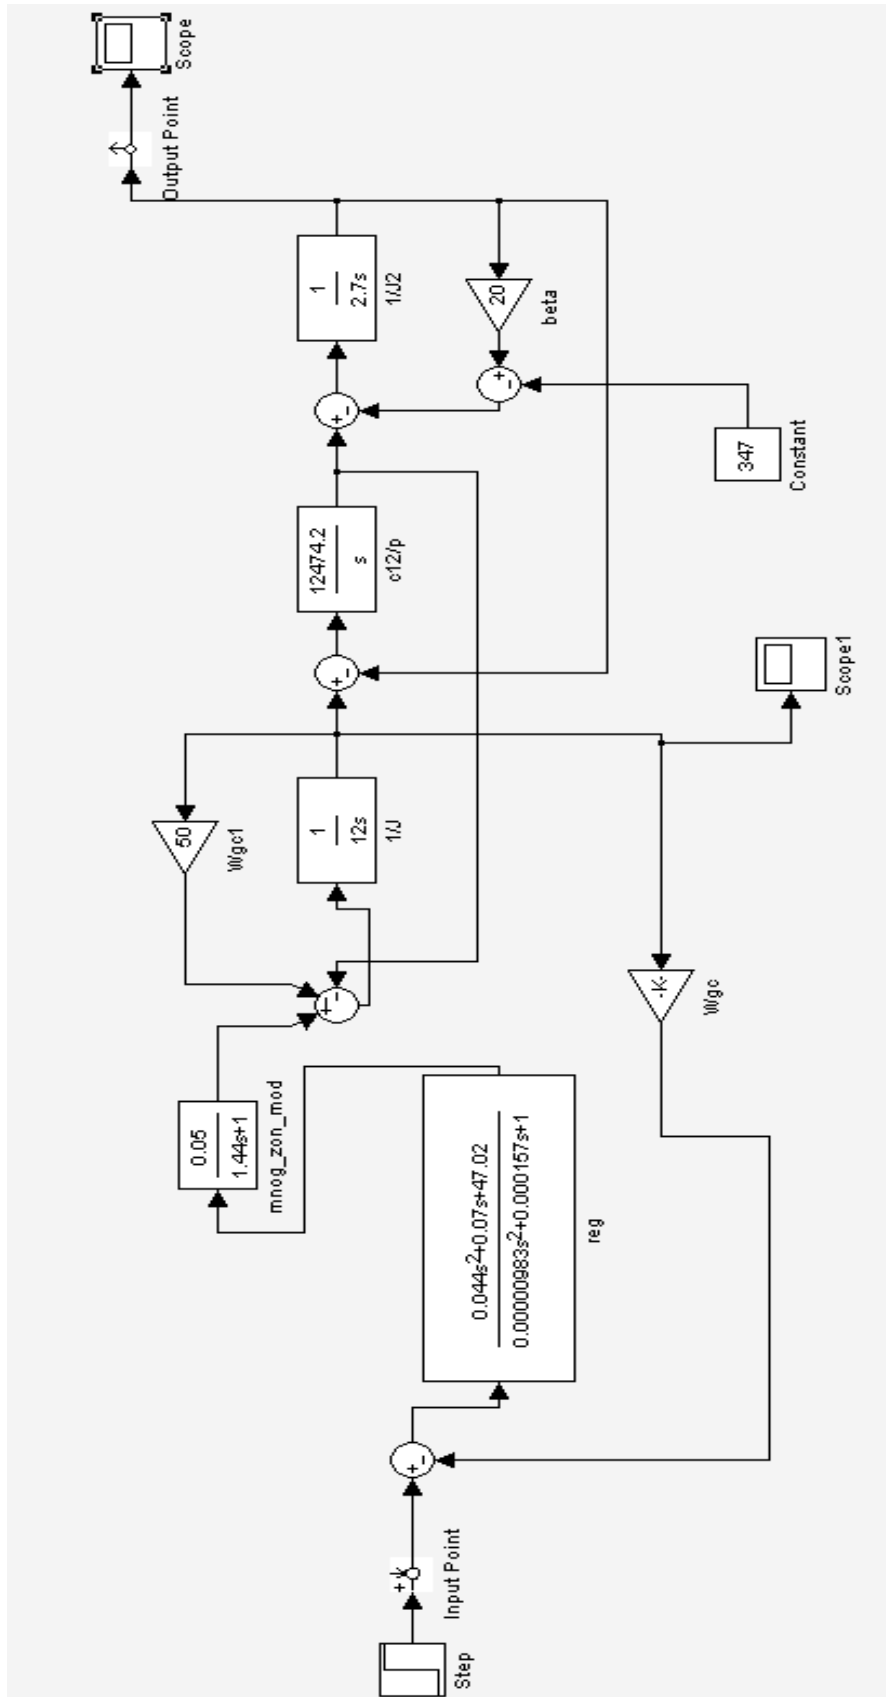 Step
Input Point
0.044s2+0.07s+47.02
0.00000983s2+0.000157s+1
reg
0.05
1.44s+1
mnog_zon_mod
50
Wgc1
1
12s
1/J
-K-
Wgc
Scope1
12474.2
s
c12/p
1
2.7s
1/J2
20
beta
347
Constant
Output Point
Scope